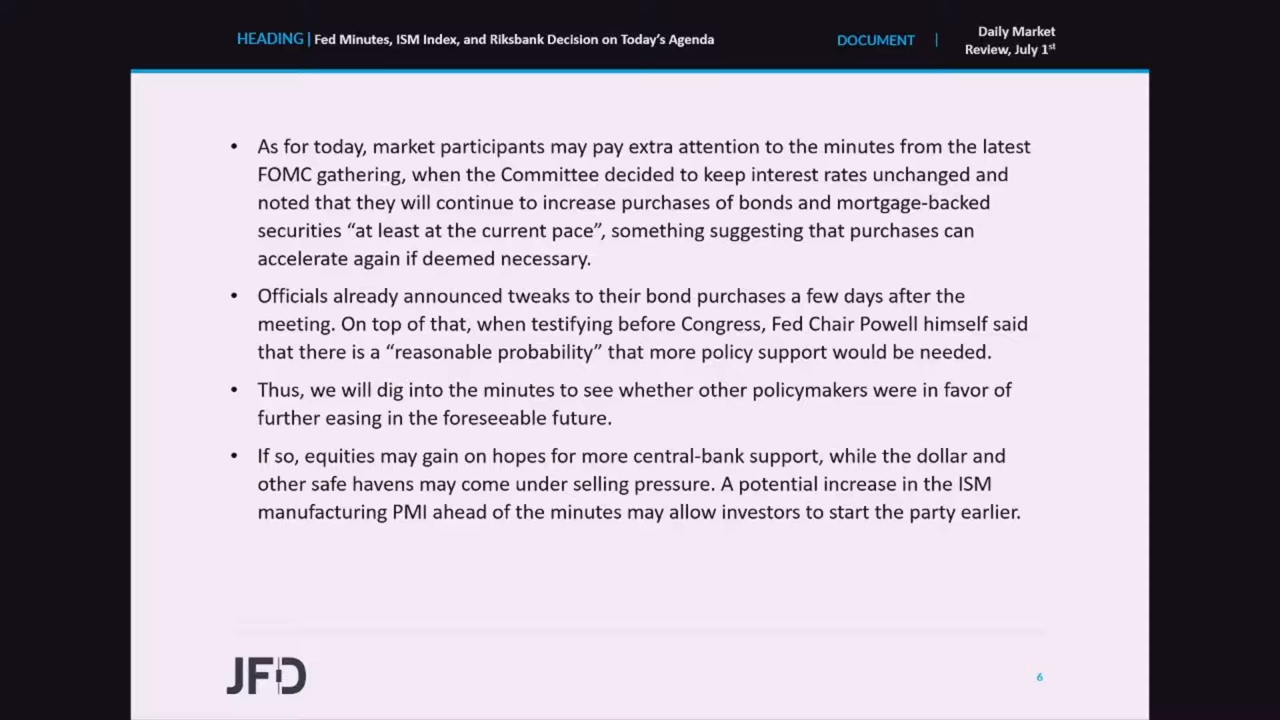 HEADING | Fed Minutes, ISM Index, and Riksbank Decision on Today's Agenda
DOCUMENT | Daily Market
Review, July 1st
• As for today, market participants may pay extra attention to the minutes from the latest
FOMC gathering, when the Committee decided to keep interest rates unchanged and
noted that they will continue to increase purchases of bonds and mortgage-backed
securities “at least at the current pace”, something suggesting that purchases can
accelerate again if deemed necessary.
• Officials already announced tweaks to their bond purchases a few days after the
meeting. On top of that, when testifying before Congress, Fed Chair Powell himself said
that there is a “reasonable probability” that more policy support would be needed.
• Thus, we will dig into the minutes to see whether other policymakers were in favor of
further easing in the foreseeable future.
• If so, equities may gain on hopes for more central-bank support, while the dollar and
other safe havens may come under selling pressure. A potential increase in the ISM
manufacturing PMI ahead of the minutes may allow investors to start the party earlier.
JFD
6